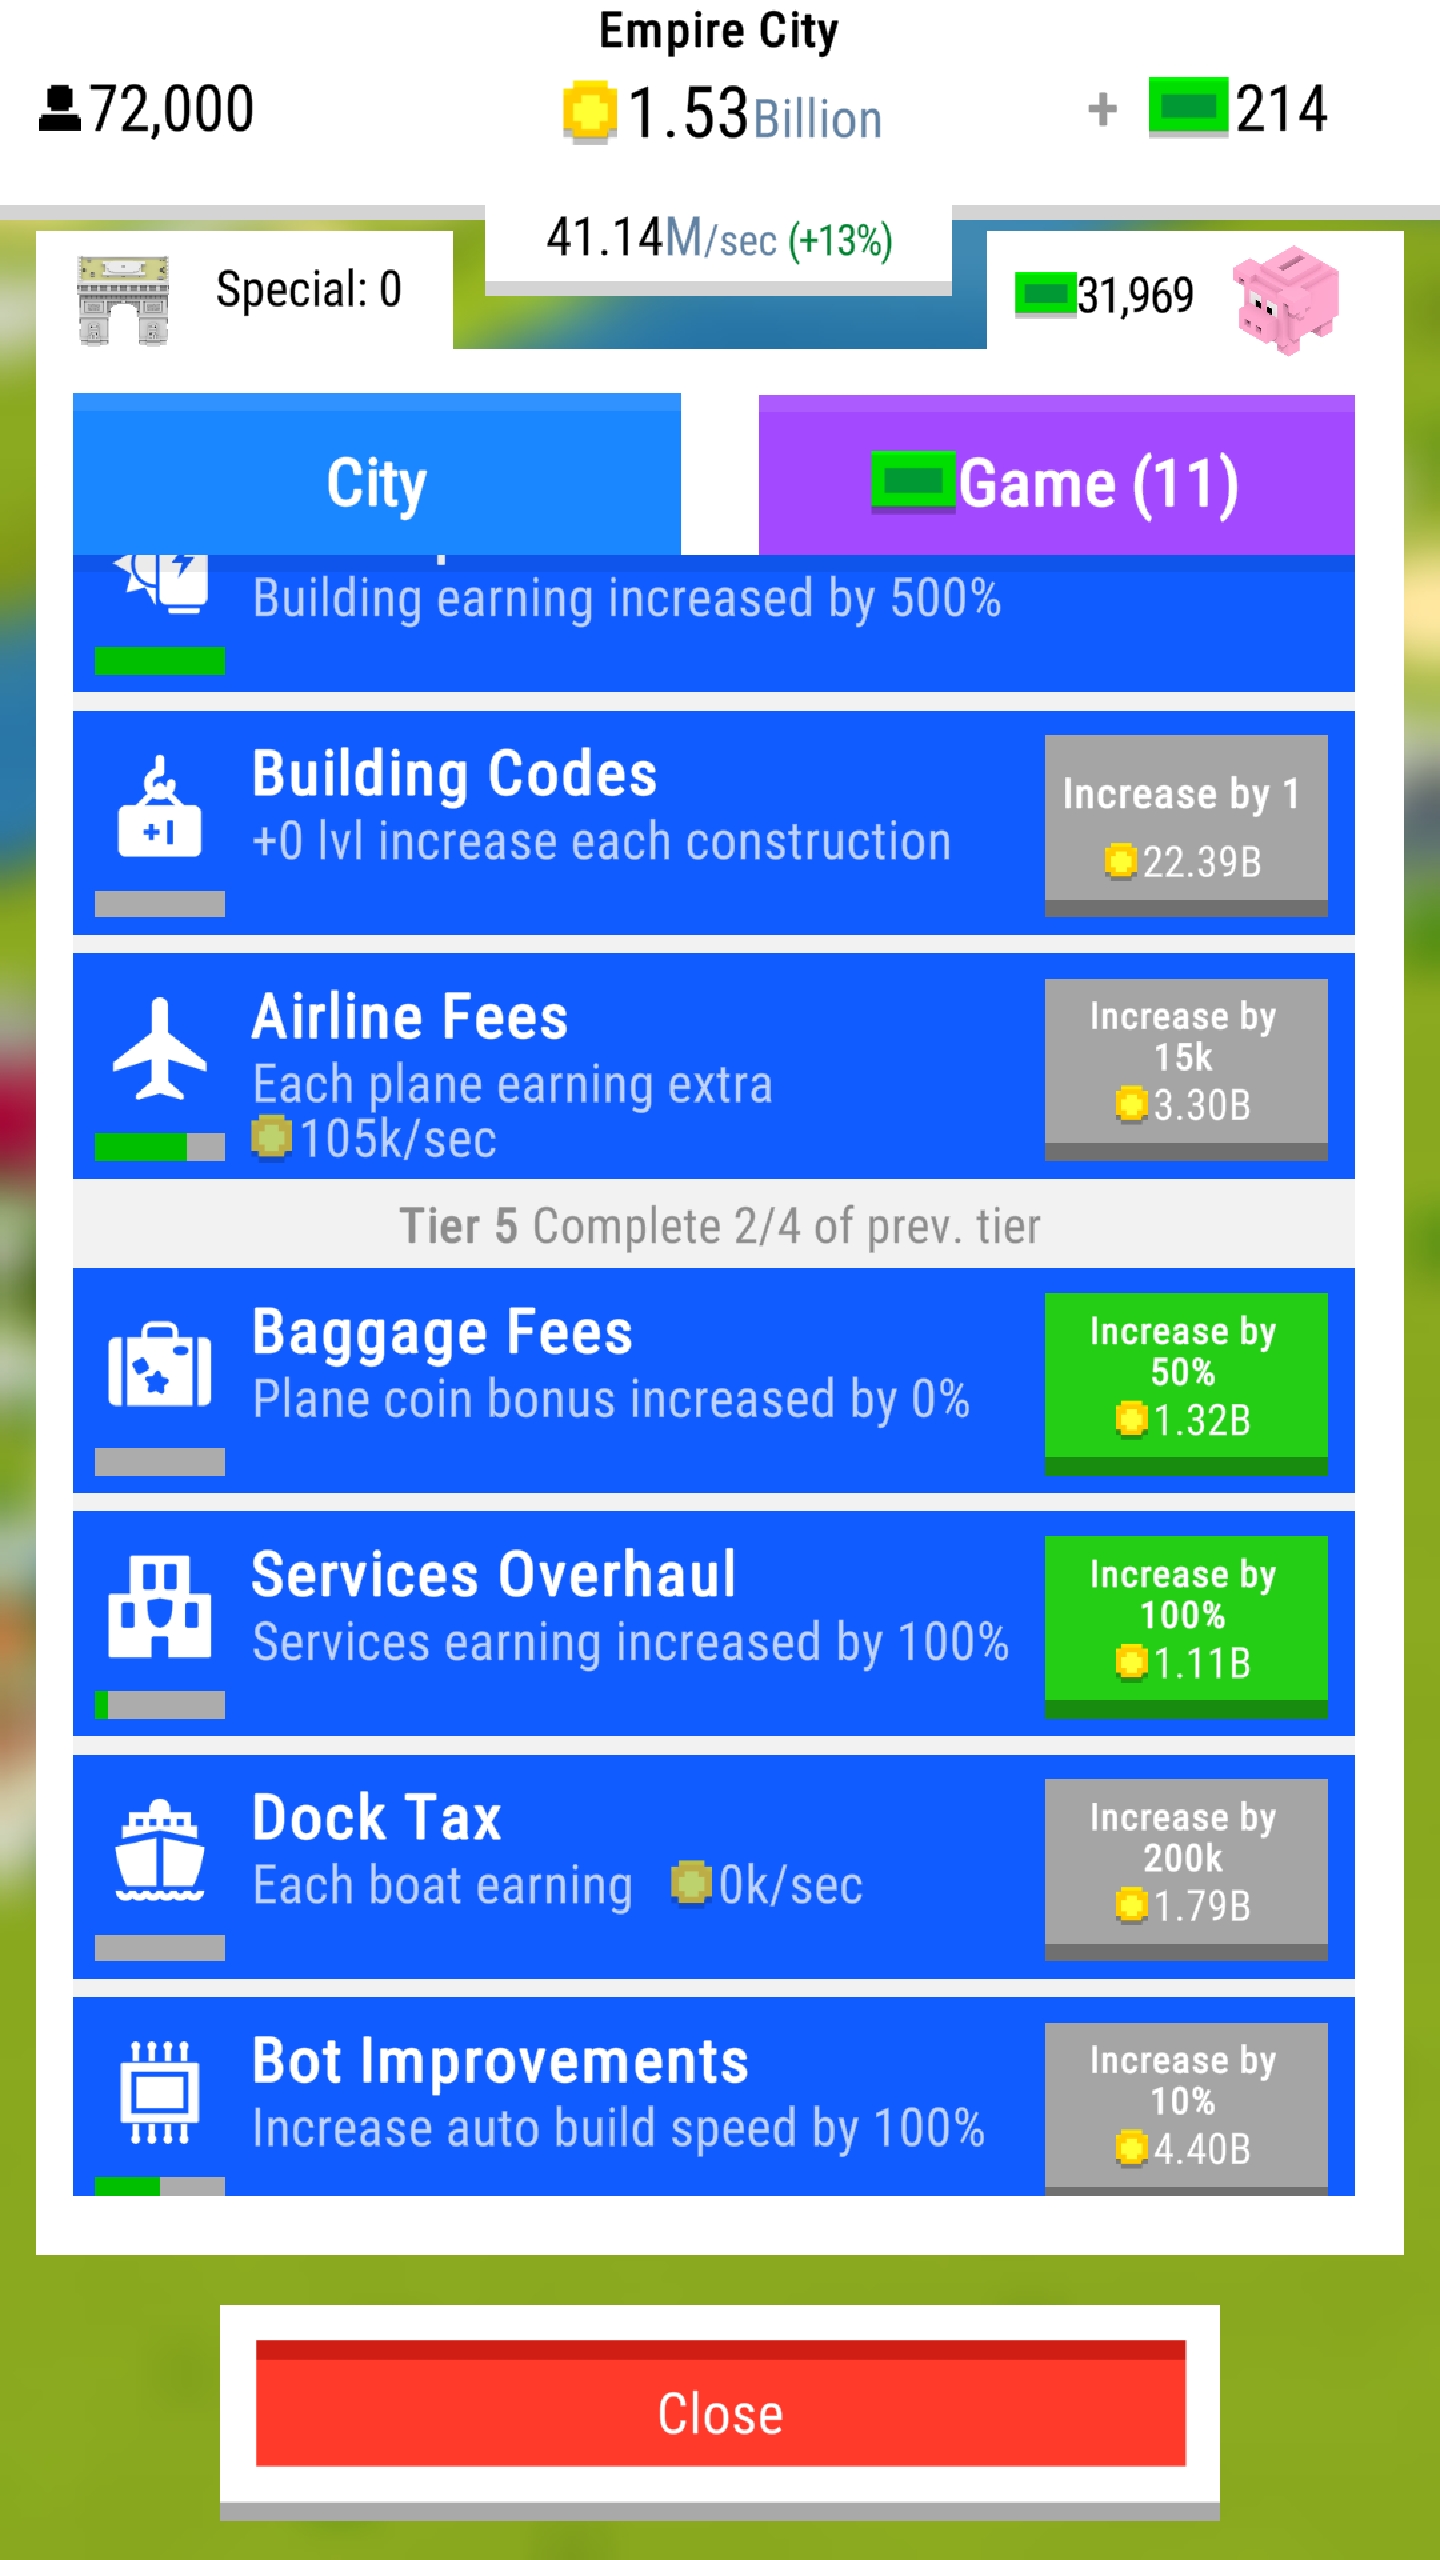 Empire City
72,000
1.53Billion
+ 214
41.14M/sec (+13%)
Special: 0
31,969
City
Game (11)
Building earning increased by 500%
Building Codes
+0 lvl increase each construction
Increase by 1
22.39B
+1
Airline Fees
Each plane earning extra
105k/sec
Increase by
15k
3.30B
Tier 5 Complete 2/4 of prev. tier
Baggage Fees
Plane coin bonus increased by 0%
Increase by
50%
1.32B
Services Overhaul
Services earning increased by 100%
Increase by
100%
1.11B
Dock Tax
Each boat earning 0k/sec
Increase by
200k
1.79B
Bot Improvements
Increase auto build speed by 100%
Increase by
10%
4.40B
Close